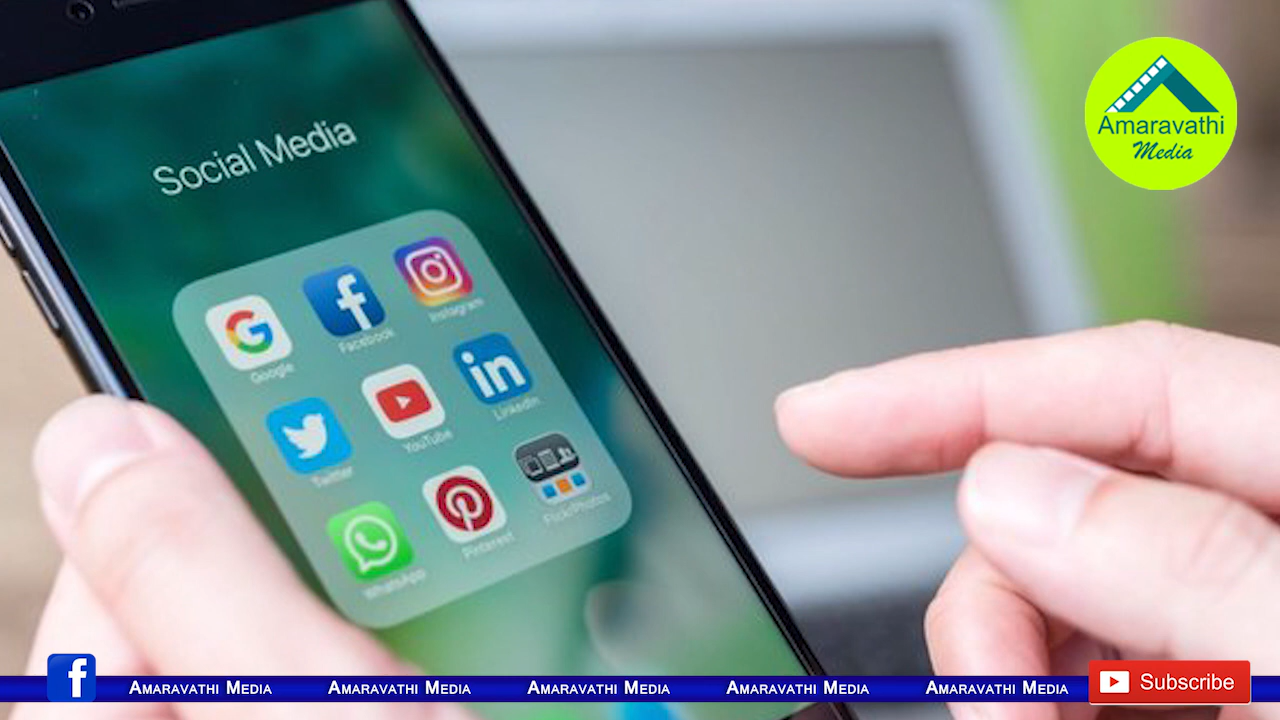 Social Media
Google
Facebook
Instagram
Twitter
YouTube
LinkedIn
WhatsApp
Pinterest
FlickrPhotos
Amaravathi
Media
Amaravathi Media Amaravathi Media Amaravathi Media Amaravathi Media Amaravathi Media
Subscribe